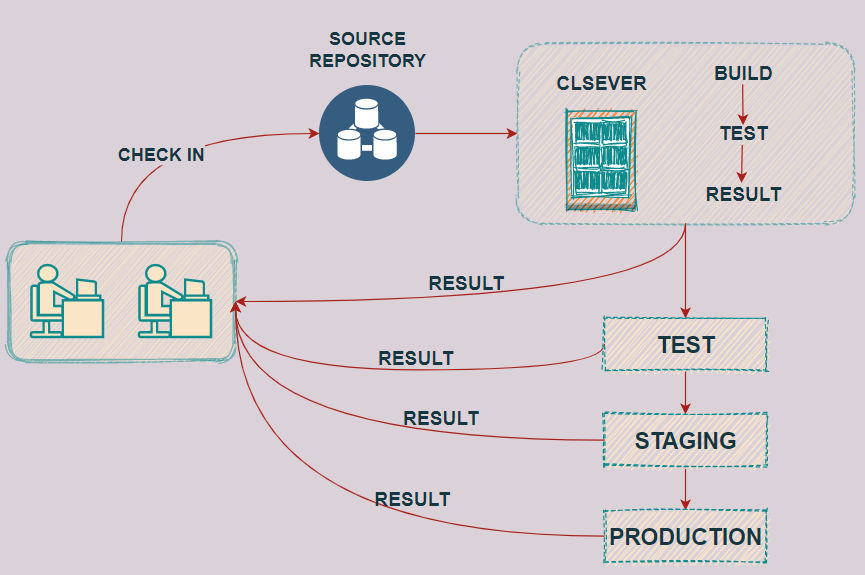 SOURCE
REPOSITORY
CLSEVER
BUILD
TEST
RESULT
CHECK IN
RESULT
RESULT
RESULT
RESULT
TEST
STAGING
PRODUCTION